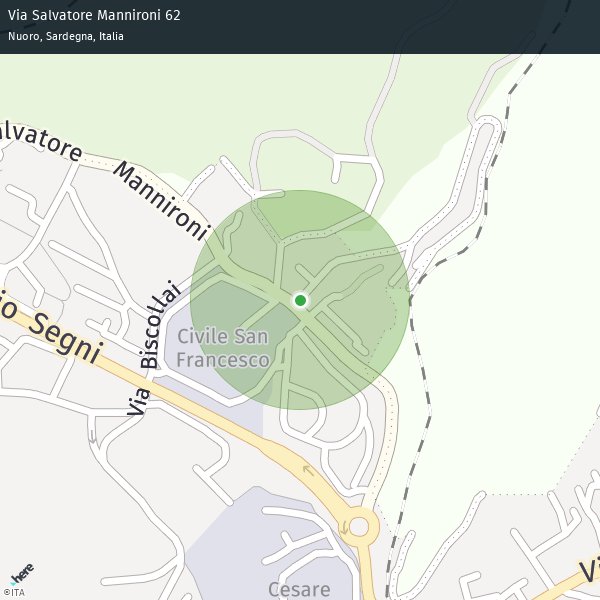 Via Salvatore Mannironi 62
Nuoro, Sardegna, Italia
alvatore
Mannironi
io Segni
Via Biscollai
Civile San
Francesco
Cesare
Vi
here
©ITA